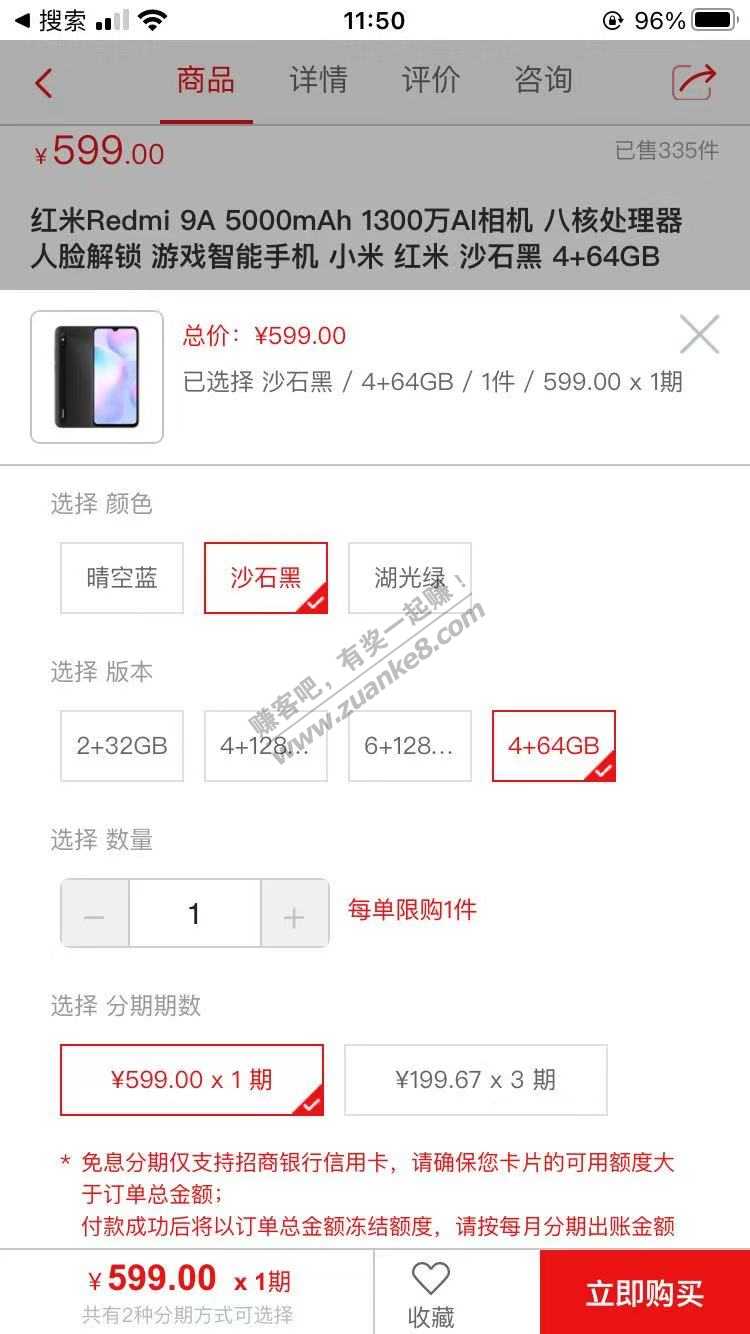 搜索
11:50
96%
商品 详情 评价 咨询
¥599.00
已售335件
红米Redmi 9A 5000mAh 1300万AI相机 八核处理器
人脸解锁 游戏智能手机 小米 红米 沙石黑 4+64GB
总价：¥599.00
已选择 沙石黑 / 4+64GB / 1件 / 599.00 x 1期
选择 颜色
晴空蓝 沙石黑 湖光绿
选择 版本
2+32GB 4+128... 6+128... 4+64GB
赚客吧，有奖一起赚！
www.zuanke8.com
选择 数量
1
每单限购1件
选择 分期期数
¥599.00 x 1 期 ¥199.67 x 3 期
* 免息分期仅支持招商银行信用卡，请确保您卡片的可用额度大
于订单总金额；
付款成功后将以订单总金额冻结额度，请按每月分期出账金额
¥599.00 x 1期
共有2种分期方式可选择
收藏
立即购买